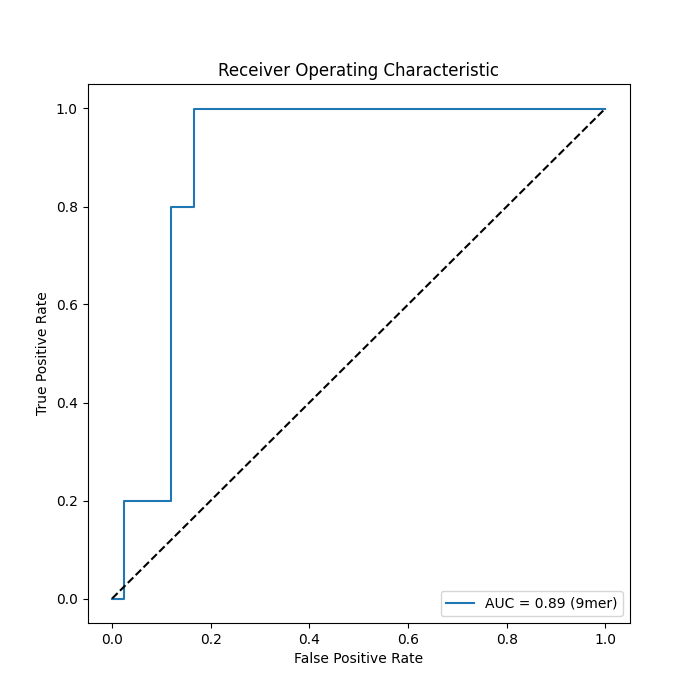 Receiver Operating Characteristic
True Positive Rate
1.0
0.8
0.6
0.4
0.2
0.0
AUC = 0.89 (9mer)
0.0 0.2 0.4 0.6 0.8 1.0
False Positive Rate